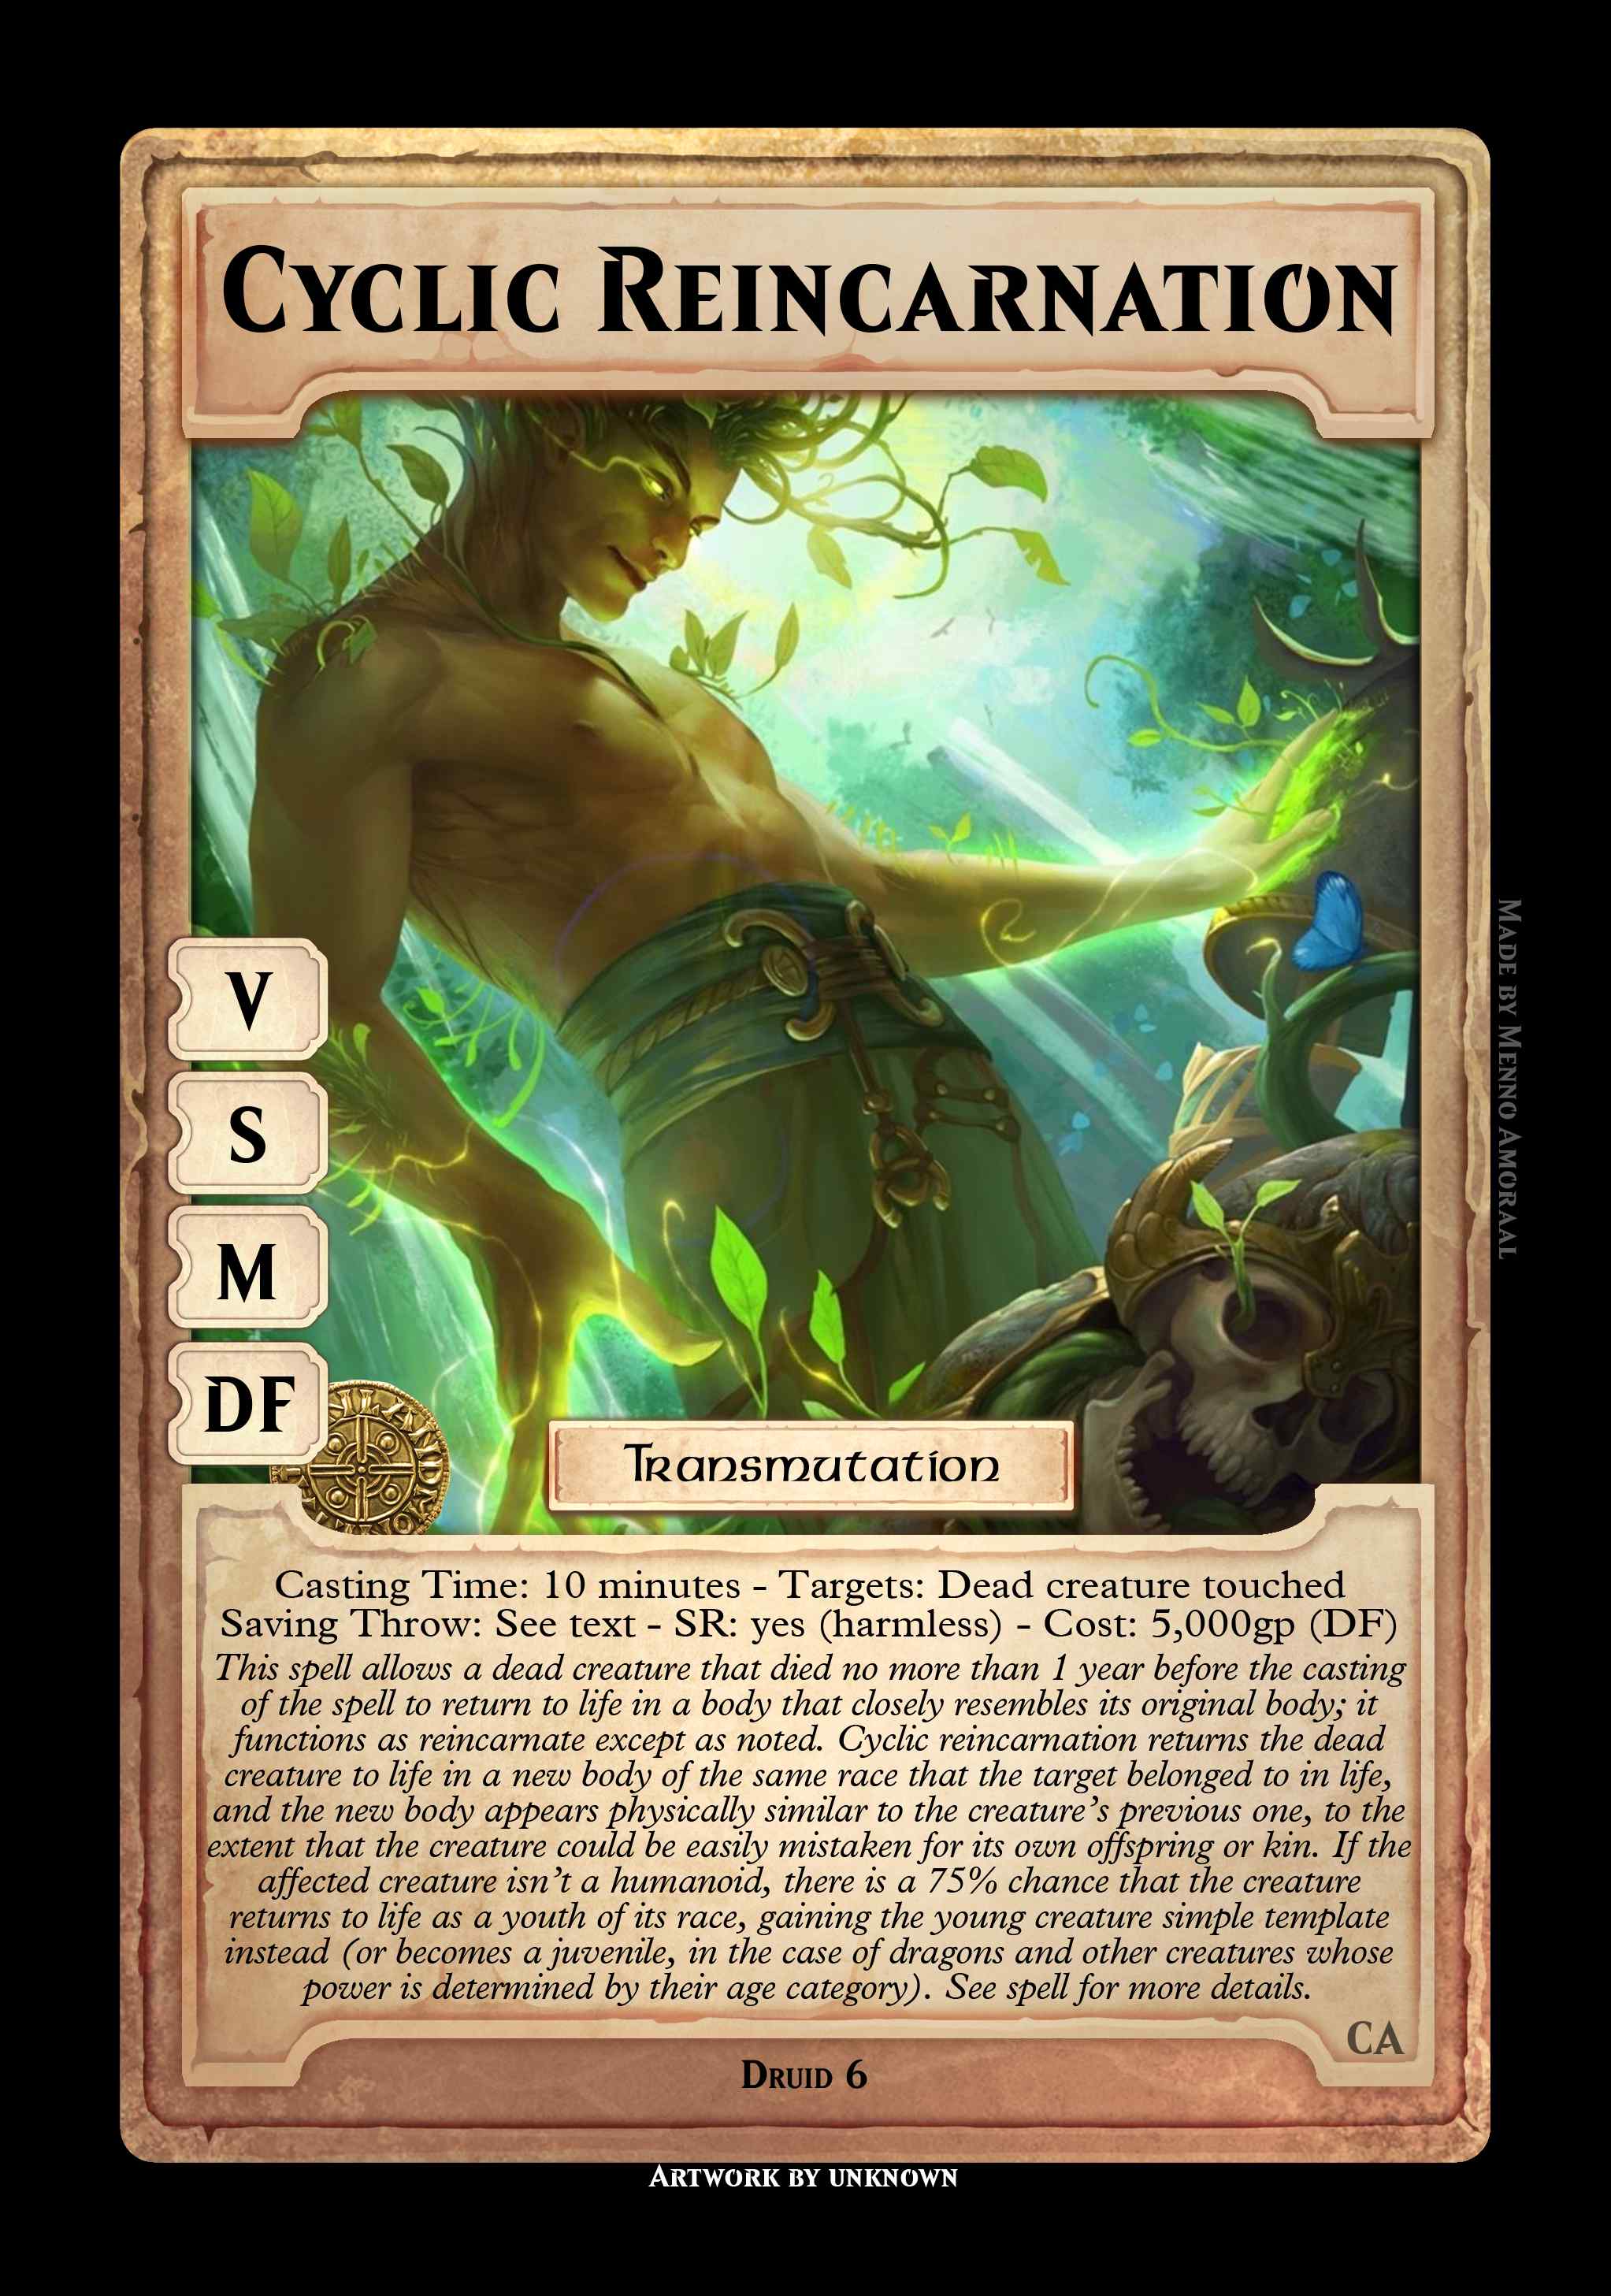 Cyclic Reincarnation
V
S
M
DF
Transmutation
Casting Time: 10 minutes - Targets: Dead creature touched
Saving Throw: See text - SR: yes (harmless) - Cost: 5,000gp (DF)
This spell allows a dead creature that died no more than 1 year before the casting
of the spell to return to life in a body that closely resembles its original body; it
functions as reincarnate except as noted. Cyclic reincarnation returns the dead
creature to life in a new body of the same race that the target belonged to in life,
and the new body appears physically similar to the creature's previous one, to the
extent that the creature could be easily mistaken for its own offspring or kin. If the
affected creature isn't a humanoid, there is a 75% chance that the creature
returns to life as a youth of its race, gaining the young creature simple template
instead (or becomes a juvenile, in the case of dragons and other creatures whose
power is determined by their age category). See spell for more details.
CA
Druid 6
Artwork by unknown
Made by Menno Amoraal